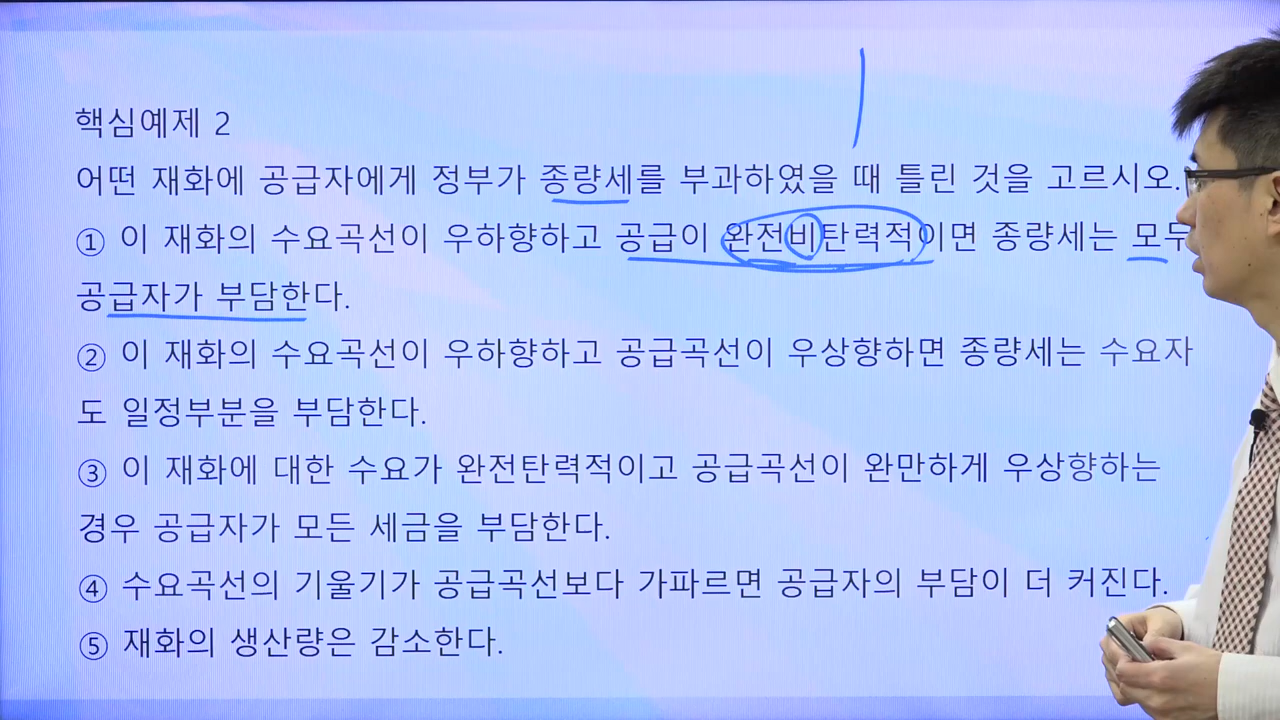 핵심예제 2
어떤 재화에 공급자에게 정부가 종량세를 부과하였을 때 틀린 것을 고르시오.
① 이 재화의 수요곡선이 우하향하고 공급이 완전비탄력적이면 종량세는 모두
공급자가 부담한다.
② 이 재화의 수요곡선이 우하향하고 공급곡선이 우상향하면 종량세는 수요자
도 일정부분을 부담한다.
③ 이 재화에 대한 수요가 완전탄력적이고 공급곡선이 완만하게 우상향하는
경우 공급자가 모든 세금을 부담한다.
④ 수요곡선의 기울기가 공급곡선보다 가파르면 공급자의 부담이 더 커진다.
⑤ 재화의 생산량은 감소한다.